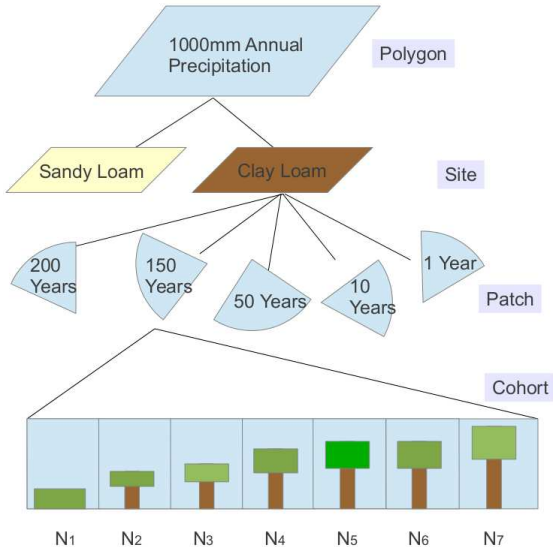 1000mm Annual
Precipitation
Polygon
Sandy Loam
Clay Loam
Site
200
Years
150
Years
50 Years
10
Years
1 Year
Patch
Cohort
N1
N2
N3
N4
N5
N6
N7